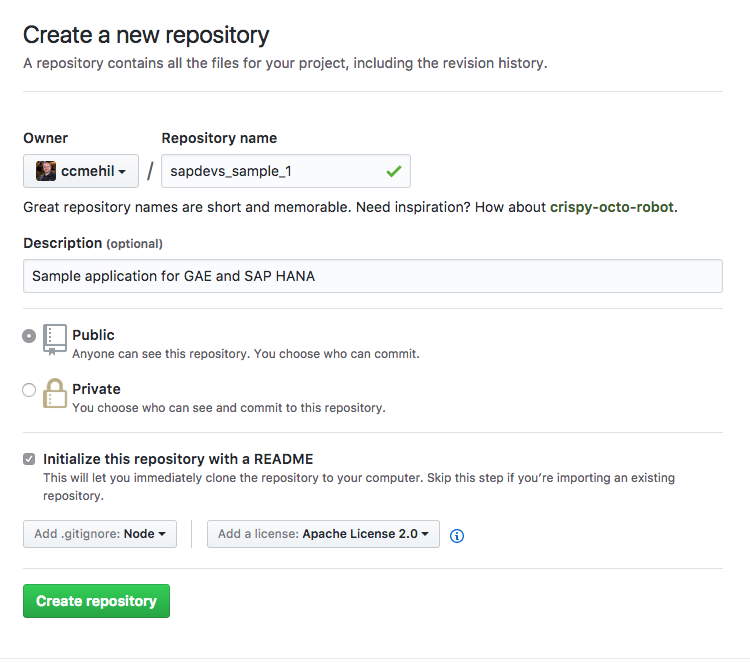 Create a new repository
A repository contains all the files for your project, including the revision history.
Owner
Repository name
ccmehil / sapdevs_sample_1
Great repository names are short and memorable. Need inspiration? How about crispy-octo-robot.
Description (optional)
Sample application for GAE and SAP HANA
Public
Anyone can see this repository. You choose who can commit.
Private
You choose who can see and commit to this repository.
Initialize this repository with a README
This will let you immediately clone the repository to your computer. Skip this step if you’re importing an existing
repository.
Add .gitignore: Node
Add a license: Apache License 2.0
Create repository